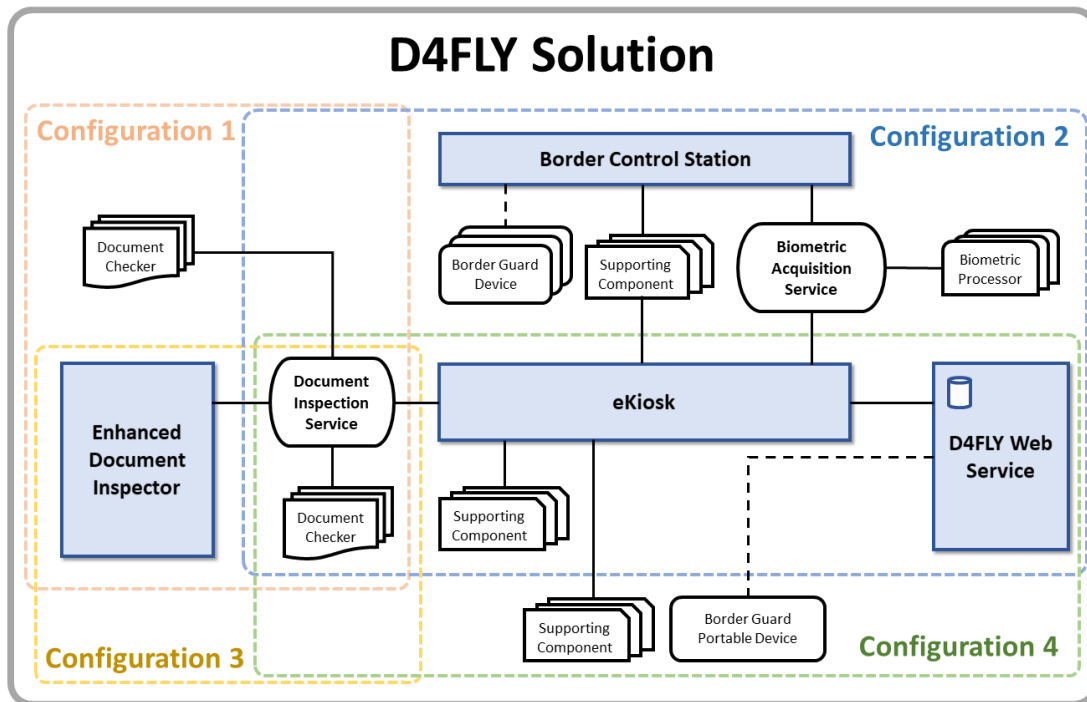 D4FLY Solution
Configuration 1
Configuration 2
Border Control Station
Document
Checker
Border Guard
Device
Supporting
Component
Biometric
Acquisition
Service
Biometric
Processor
Enhanced
Document
Inspector
Document
Inspection
Service
eKiosk
D4FLY Web
Service
Document
Checker
Supporting
Component
Supporting
Component
Border Guard
Portable Device
Configuration 3
Configuration 4